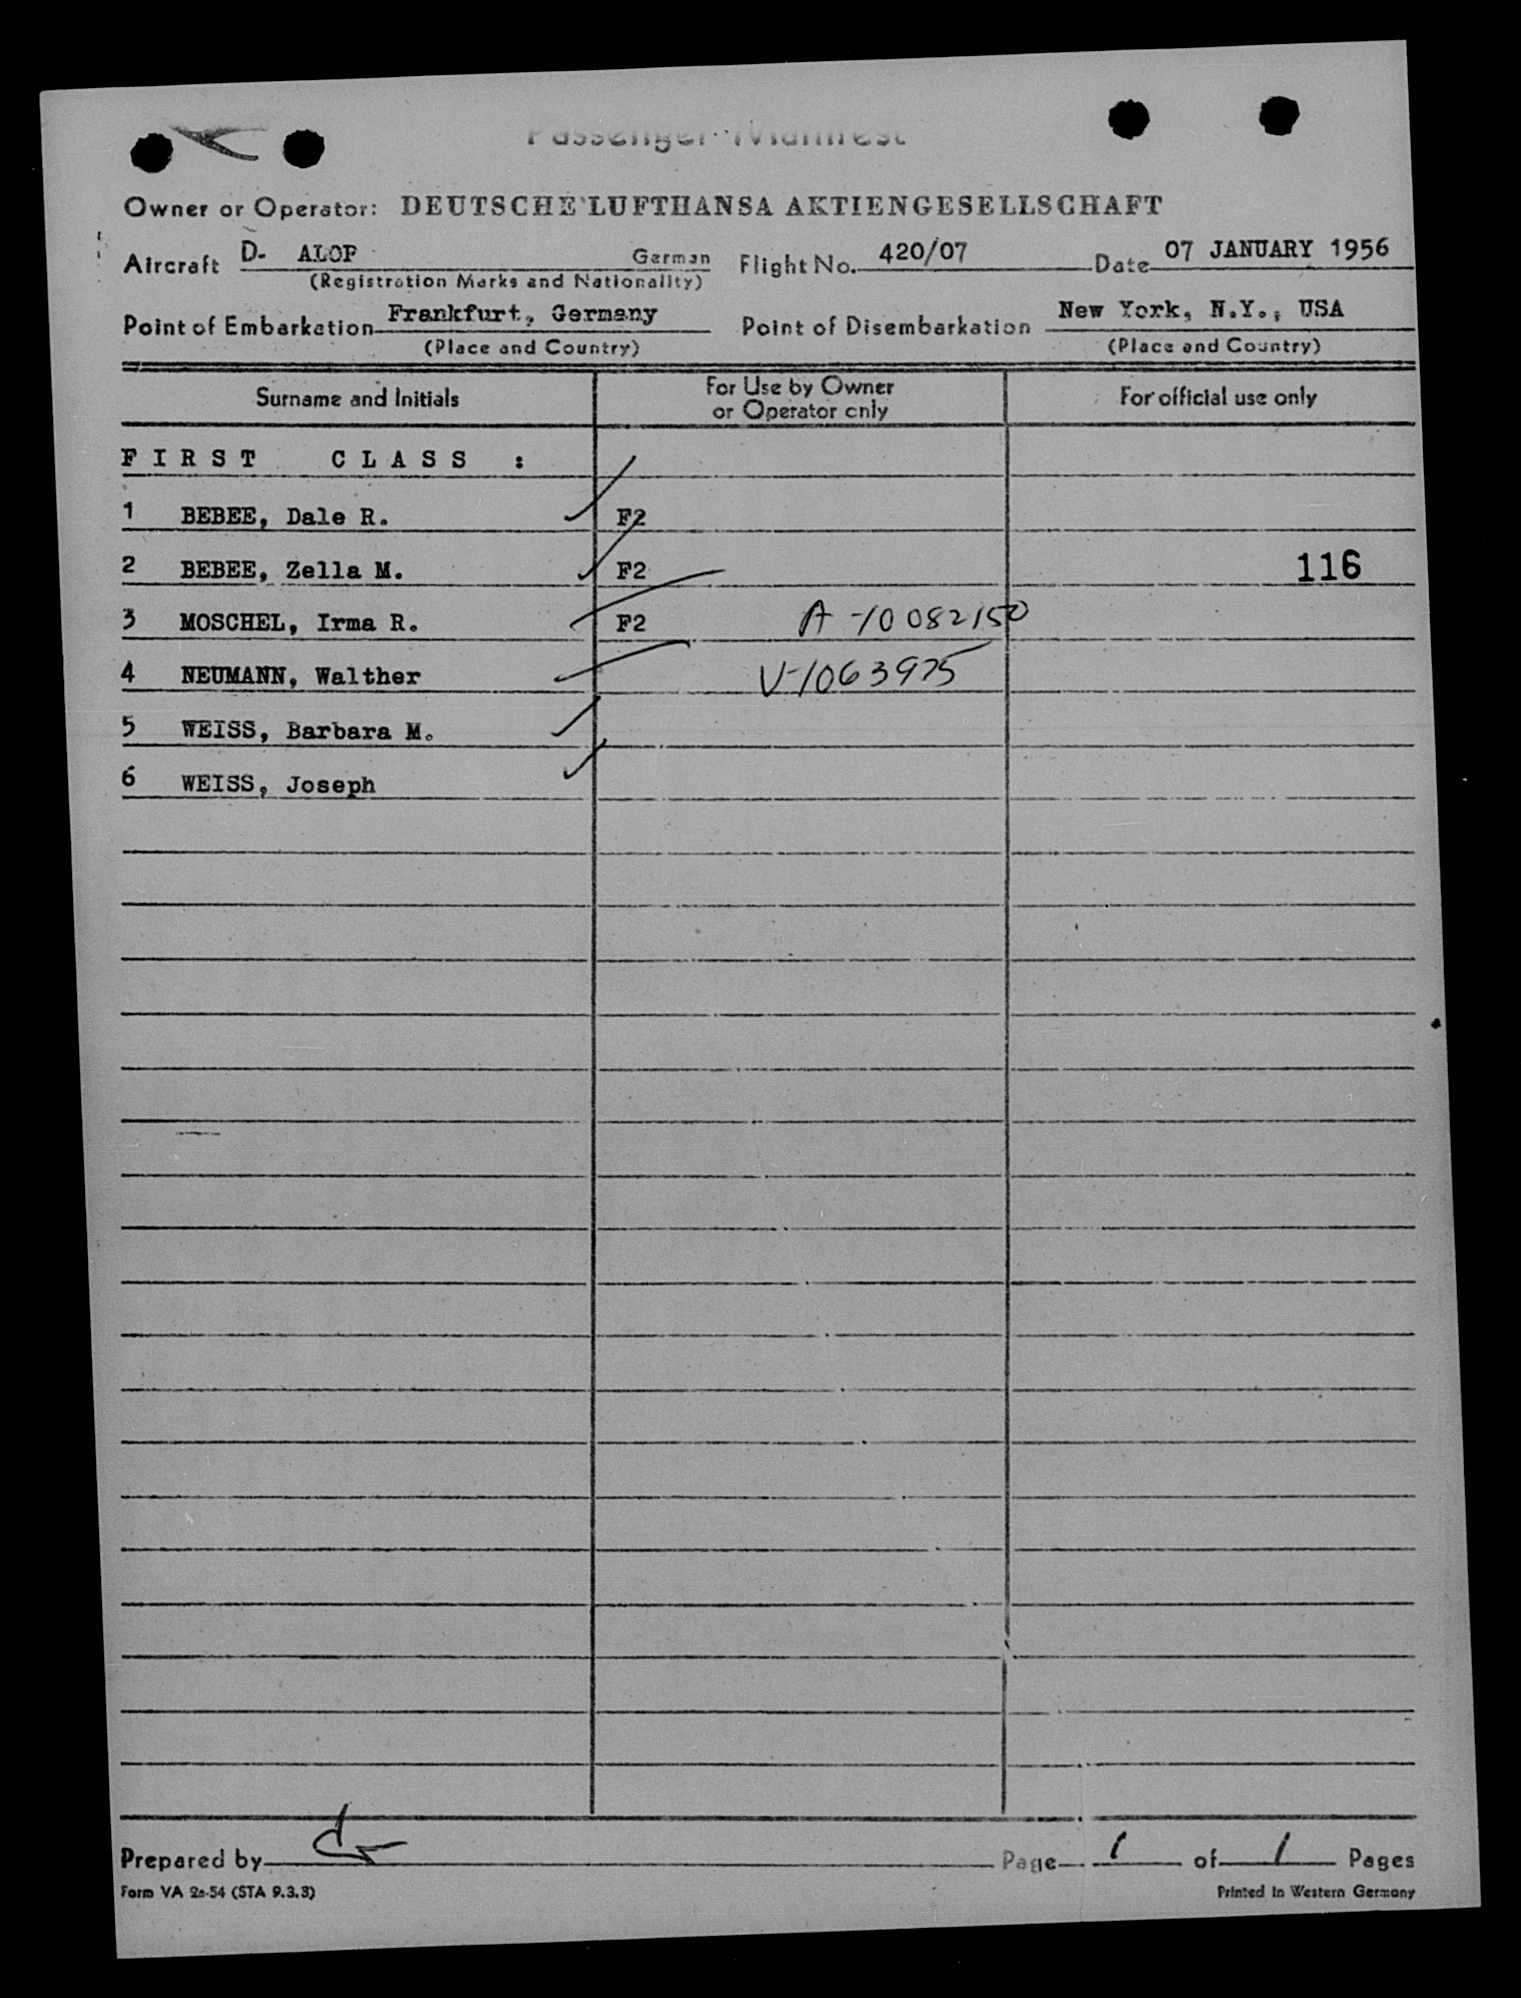 Passenger Manifest
Owner or Operator: DEUTSCHE LUFTHANSA AKTIENGESELLSCHAFT
Aircraft D- ALOP German Flight No. 420/07 Date 07 JANUARY 1956
(Registration Marks and Nationality)
Point of Embarkation Frankfurt, Germany Point of Disembarkation New York, N.Y., USA
(Place and Country) (Place and Country)
Surname and Initials For Use by Owner or Operator only For official use only
FIRST CLASS :
1 BEBEE, Dale R. F2
2 BEBEE, Zella M. F2 116
3 MOSCHEL, Irma R. F2 A-10082150
4 NEUMANN, Walther V-1063975
5 WEISS, Barbara M.
6 WEISS, Joseph
Prepared by Page 1 of 1 Pages
Form VA 2a-54 (STA 9.3.3) Printed in Western Germany